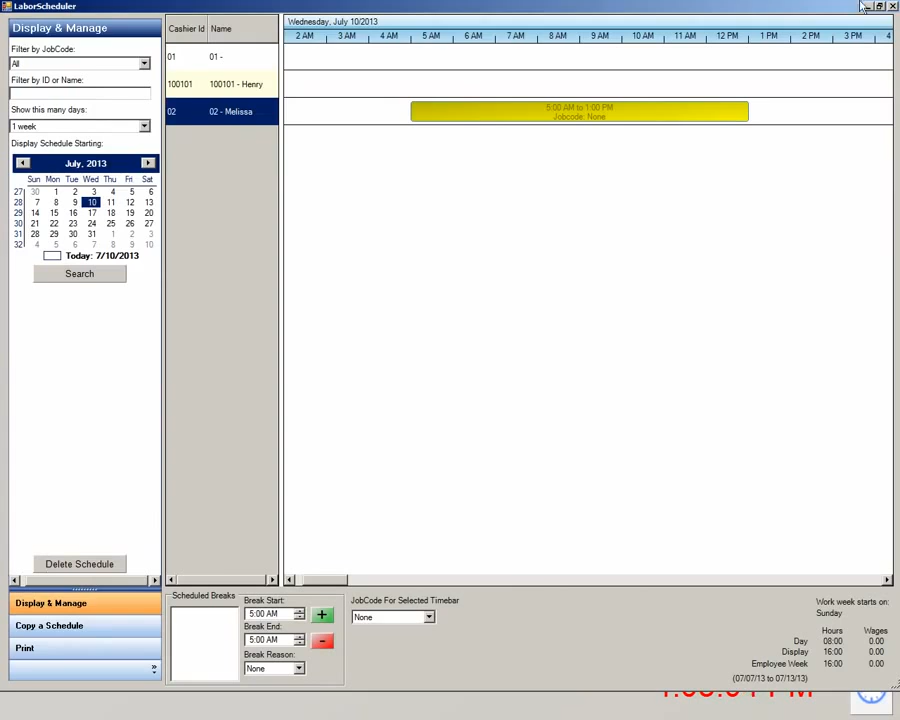 LaborScheduler
Display & Manage
Filter by JobCode:
All
Filter by ID or Name:
Show this many days:
1 week
Display Schedule Starting:
July, 2013
Sun Mon Tue Wed Thu Fri Sat
27 30 1 2 3 4 5 6
28 7 8 9 10 11 12 13
29 14 15 16 17 18 19 20
30 21 22 23 24 25 26 27
31 28 29 30 31 1 2 3
32 4 5 6 7 8 9 10
Today: 7/10/2013
Search
Delete Schedule
Display & Manage
Copy a Schedule
Print
Cashier Id Name
01 01 -
100101 100101 - Henry
02 02 - Melissa
Wednesday, July 10/2013
2 AM 3 AM 4 AM 5 AM 6 AM 7 AM 8 AM 9 AM 10 AM 11 AM 12 PM 1 PM 2 PM 3 PM 4
5:00 AM to 1:00 PM
Jobcode: None
Scheduled Breaks
Break Start:
5:00 AM
Break End:
5:00 AM
Break Reason:
None
JobCode For Selected Timebar
None
Work week starts on:
Sunday
Hours Wages
Day 08:00 0.00
Display 16:00 0.00
Employee Week 16:00 0.00
(07/07/13 to 07/13/13)